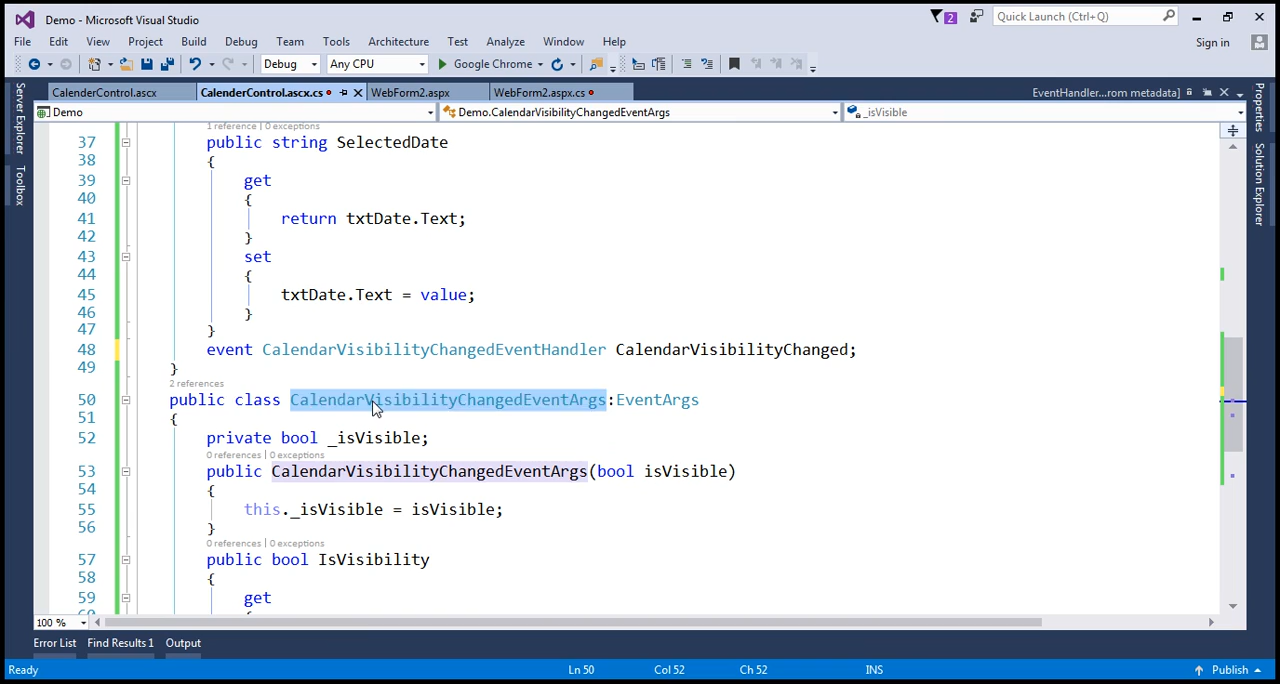 Demo - Microsoft Visual Studio
2
Quick Launch (Ctrl+Q)
File Edit View Project Build Debug Team Tools Architecture Test Analyze Window Help
Sign in
Debug Any CPU Google Chrome
CalenderControl.ascx CalenderControl.ascx.cs WebForm2.aspx WebForm2.aspx.cs EventHandler...rom metadata]
Demo Demo.CalendarVisibilityChangedEventArgs _isVisible
Server Explorer
Toolbox
Properties
Solution Explorer
1 reference | 0 exceptions
37 public string SelectedDate
38 {
39 get
40 {
41 return txtDate.Text;
42 }
43 set
44 {
45 txtDate.Text = value;
46 }
47 }
48 event CalendarVisibilityChangedEventHandler CalendarVisibilityChanged;
49 }
2 references
50 public class CalendarVisibilityChangedEventArgs:EventArgs
51 {
52 private bool _isVisible;
0 references | 0 exceptions
53 public CalendarVisibilityChangedEventArgs(bool isVisible)
54 {
55 this._isVisible = isVisible;
56 }
0 references | 0 exceptions
57 public bool IsVisibility
58 {
59 get
60 {
100 %
Error List Find Results 1 Output
Ready Ln 50 Col 52 Ch 52 INS Publish